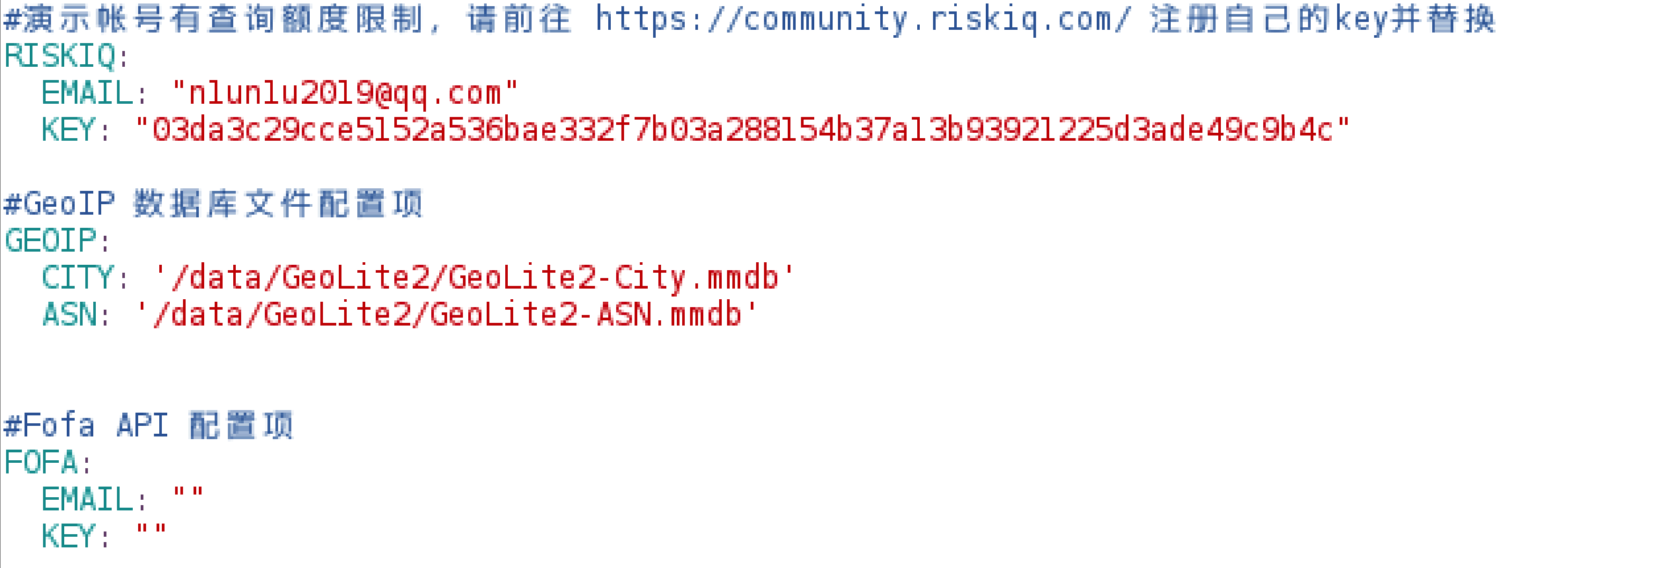 #演示帐号有查询额度限制, 请前往 https://community.riskiq.com/ 注册自己的key并替换
RISKIQ:
  EMAIL: "nlunlu2019@qq.com"
  KEY: "03da3c29cce5152a536bae332f7b03a288154b37a13b93921225d3ade49c9b4c"
#GeoIP 数据库文件配置项
GEOIP:
  CITY: '/data/GeoLite2/GeoLite2-City.mmdb'
  ASN: '/data/GeoLite2/GeoLite2-ASN.mmdb'
#Fofa API 配置项
FOFA:
  EMAIL: ""
  KEY: ""